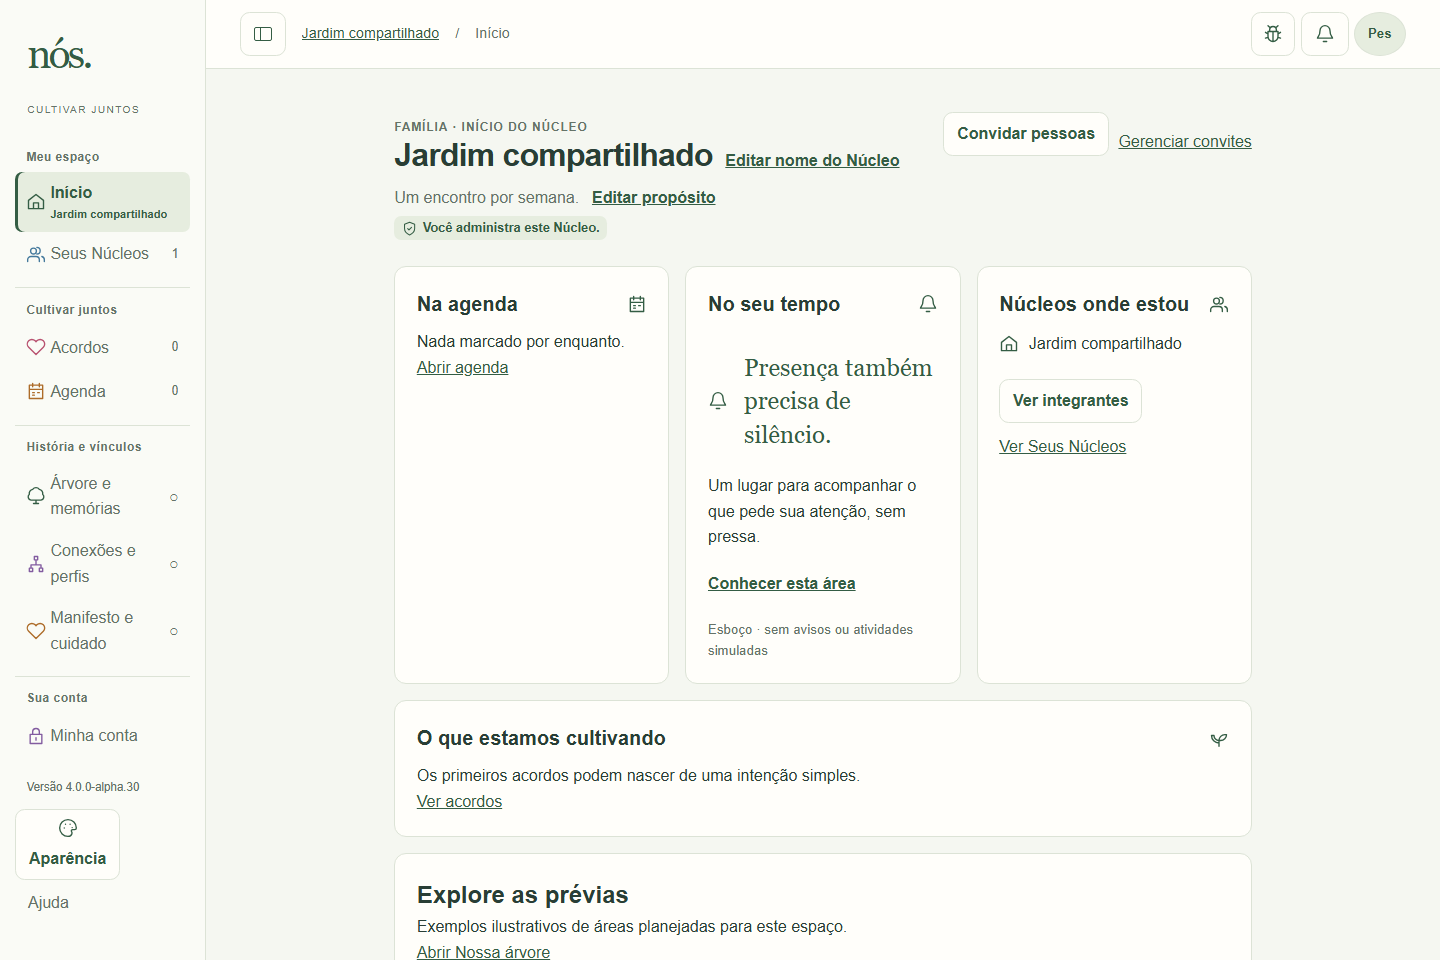 nós.
CULTIVAR JUNTOS
Meu espaço
Início
Jardim compartilhado
Seus Núcleos 1
Cultivar juntos
Acordos 0
Agenda 0
História e vínculos
Árvore e
memórias
Conexões e
perfis
Manifesto e
cuidado
Sua conta
Minha conta
Versão 4.0.0-alpha.30
Aparência
Ajuda
Jardim compartilhado / Início
Pes
FAMÍLIA · INÍCIO DO NÚCLEO
Jardim compartilhado Editar nome do Núcleo
Convidar pessoas Gerenciar convites
Um encontro por semana. Editar propósito
Você administra este Núcleo.
Na agenda
Nada marcado por enquanto.
Abrir agenda
No seu tempo
Presença também
precisa de
silêncio.
Um lugar para acompanhar o
que pede sua atenção, sem
pressa.
Conhecer esta área
Esboço · sem avisos ou atividades
simuladas
Núcleos onde estou
Jardim compartilhado
Ver integrantes
Ver Seus Núcleos
O que estamos cultivando
Os primeiros acordos podem nascer de uma intenção simples.
Ver acordos
Explore as prévias
Exemplos ilustrativos de áreas planejadas para este espaço.
Abrir Nossa árvore